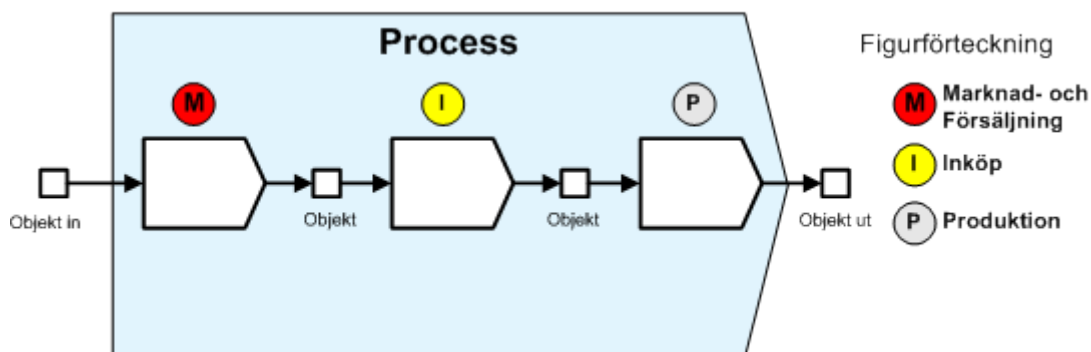 Process
Figurförteckning
M
I
P
M
Marknad- och
Försäljning
I
Inköp
P
Produktion
Objekt in
Objekt
Objekt
Objekt ut